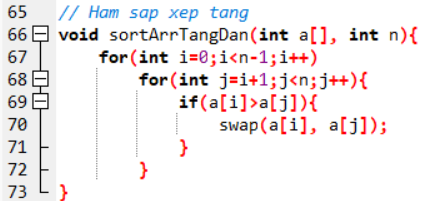 65 // Ham sap xep tang
66 void sortArrTangDan(int a[], int n){
67 for(int i=0;i<n-1;i++)
68 for(int j=i+1;j<n;j++){
69 if(a[i]>a[j]){
70 swap(a[i], a[j]);
71 }
72 }
73 }